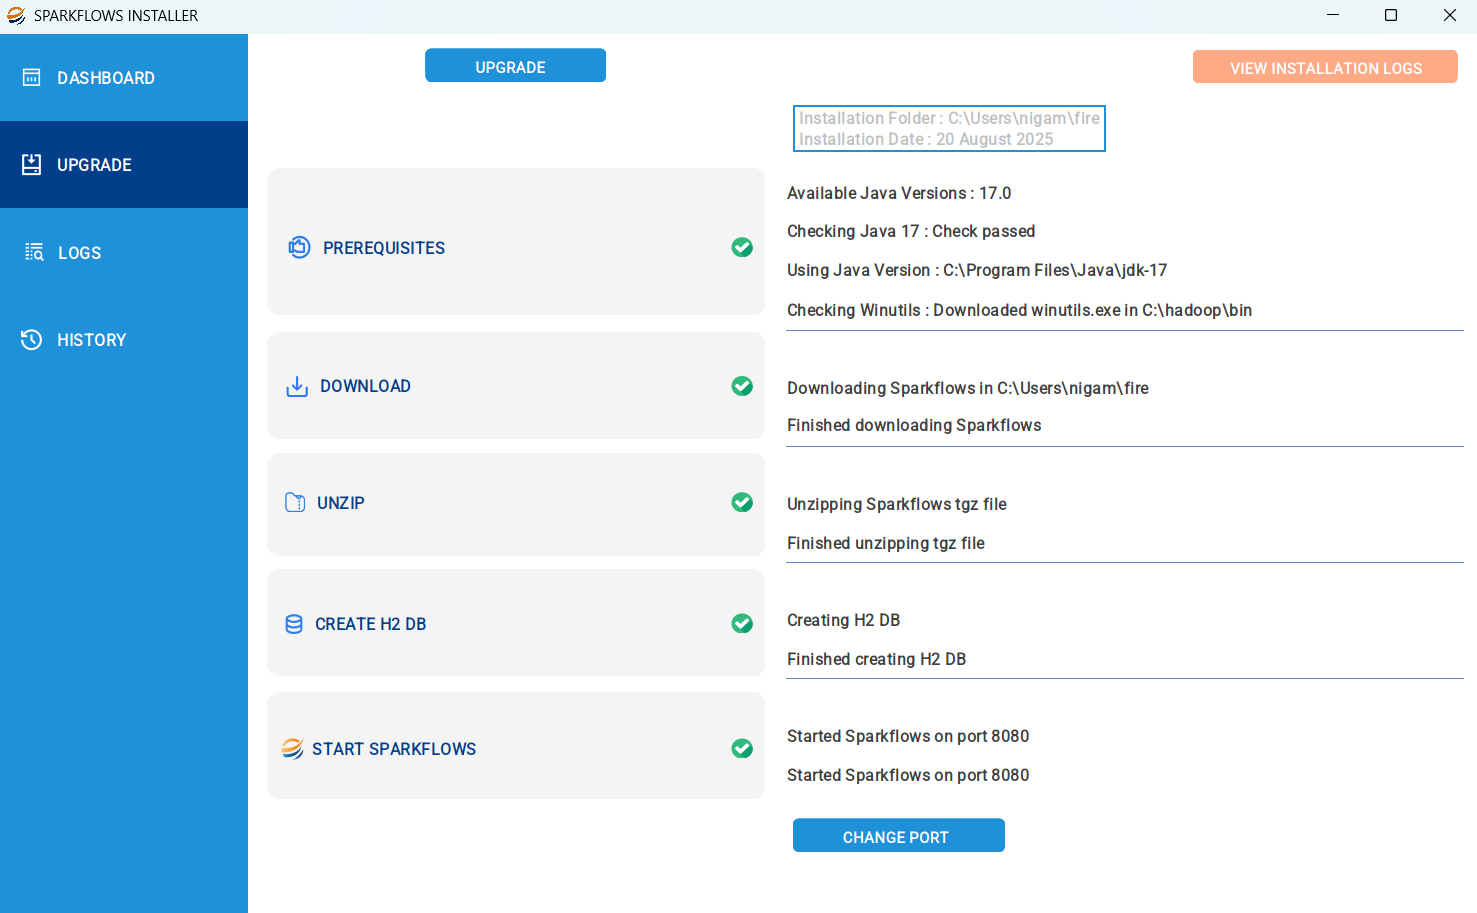 SPARKFLOWS INSTALLER
DASHBOARD
UPGRADE
LOGS
HISTORY
UPGRADE
VIEW INSTALLATION LOGS
Installation Folder : C:\Users\nigam\fire
Installation Date : 20 August 2025
PREREQUISITES
Available Java Versions : 17.0
Checking Java 17 : Check passed
Using Java Version : C:\Program Files\Java\jdk-17
Checking Winutils : Downloaded winutils.exe in C:\hadoop\bin
DOWNLOAD
Downloading Sparkflows in C:\Users\nigam\fire
Finished downloading Sparkflows
UNZIP
Unzipping Sparkflows tgz file
Finished unzipping tgz file
CREATE H2 DB
Creating H2 DB
Finished creating H2 DB
START SPARKFLOWS
Started Sparkflows on port 8080
Started Sparkflows on port 8080
CHANGE PORT